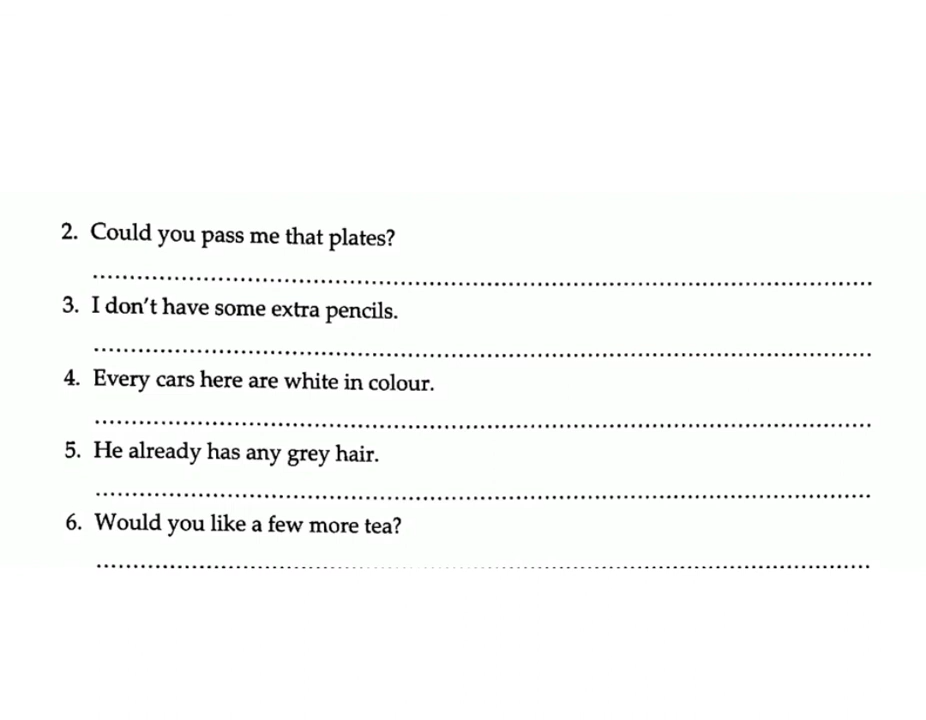 2. Could you pass me that plates?
3. I don't have some extra pencils.
4. Every cars here are white in colour.
5. He already has any grey hair.
6. Would you like a few more tea?